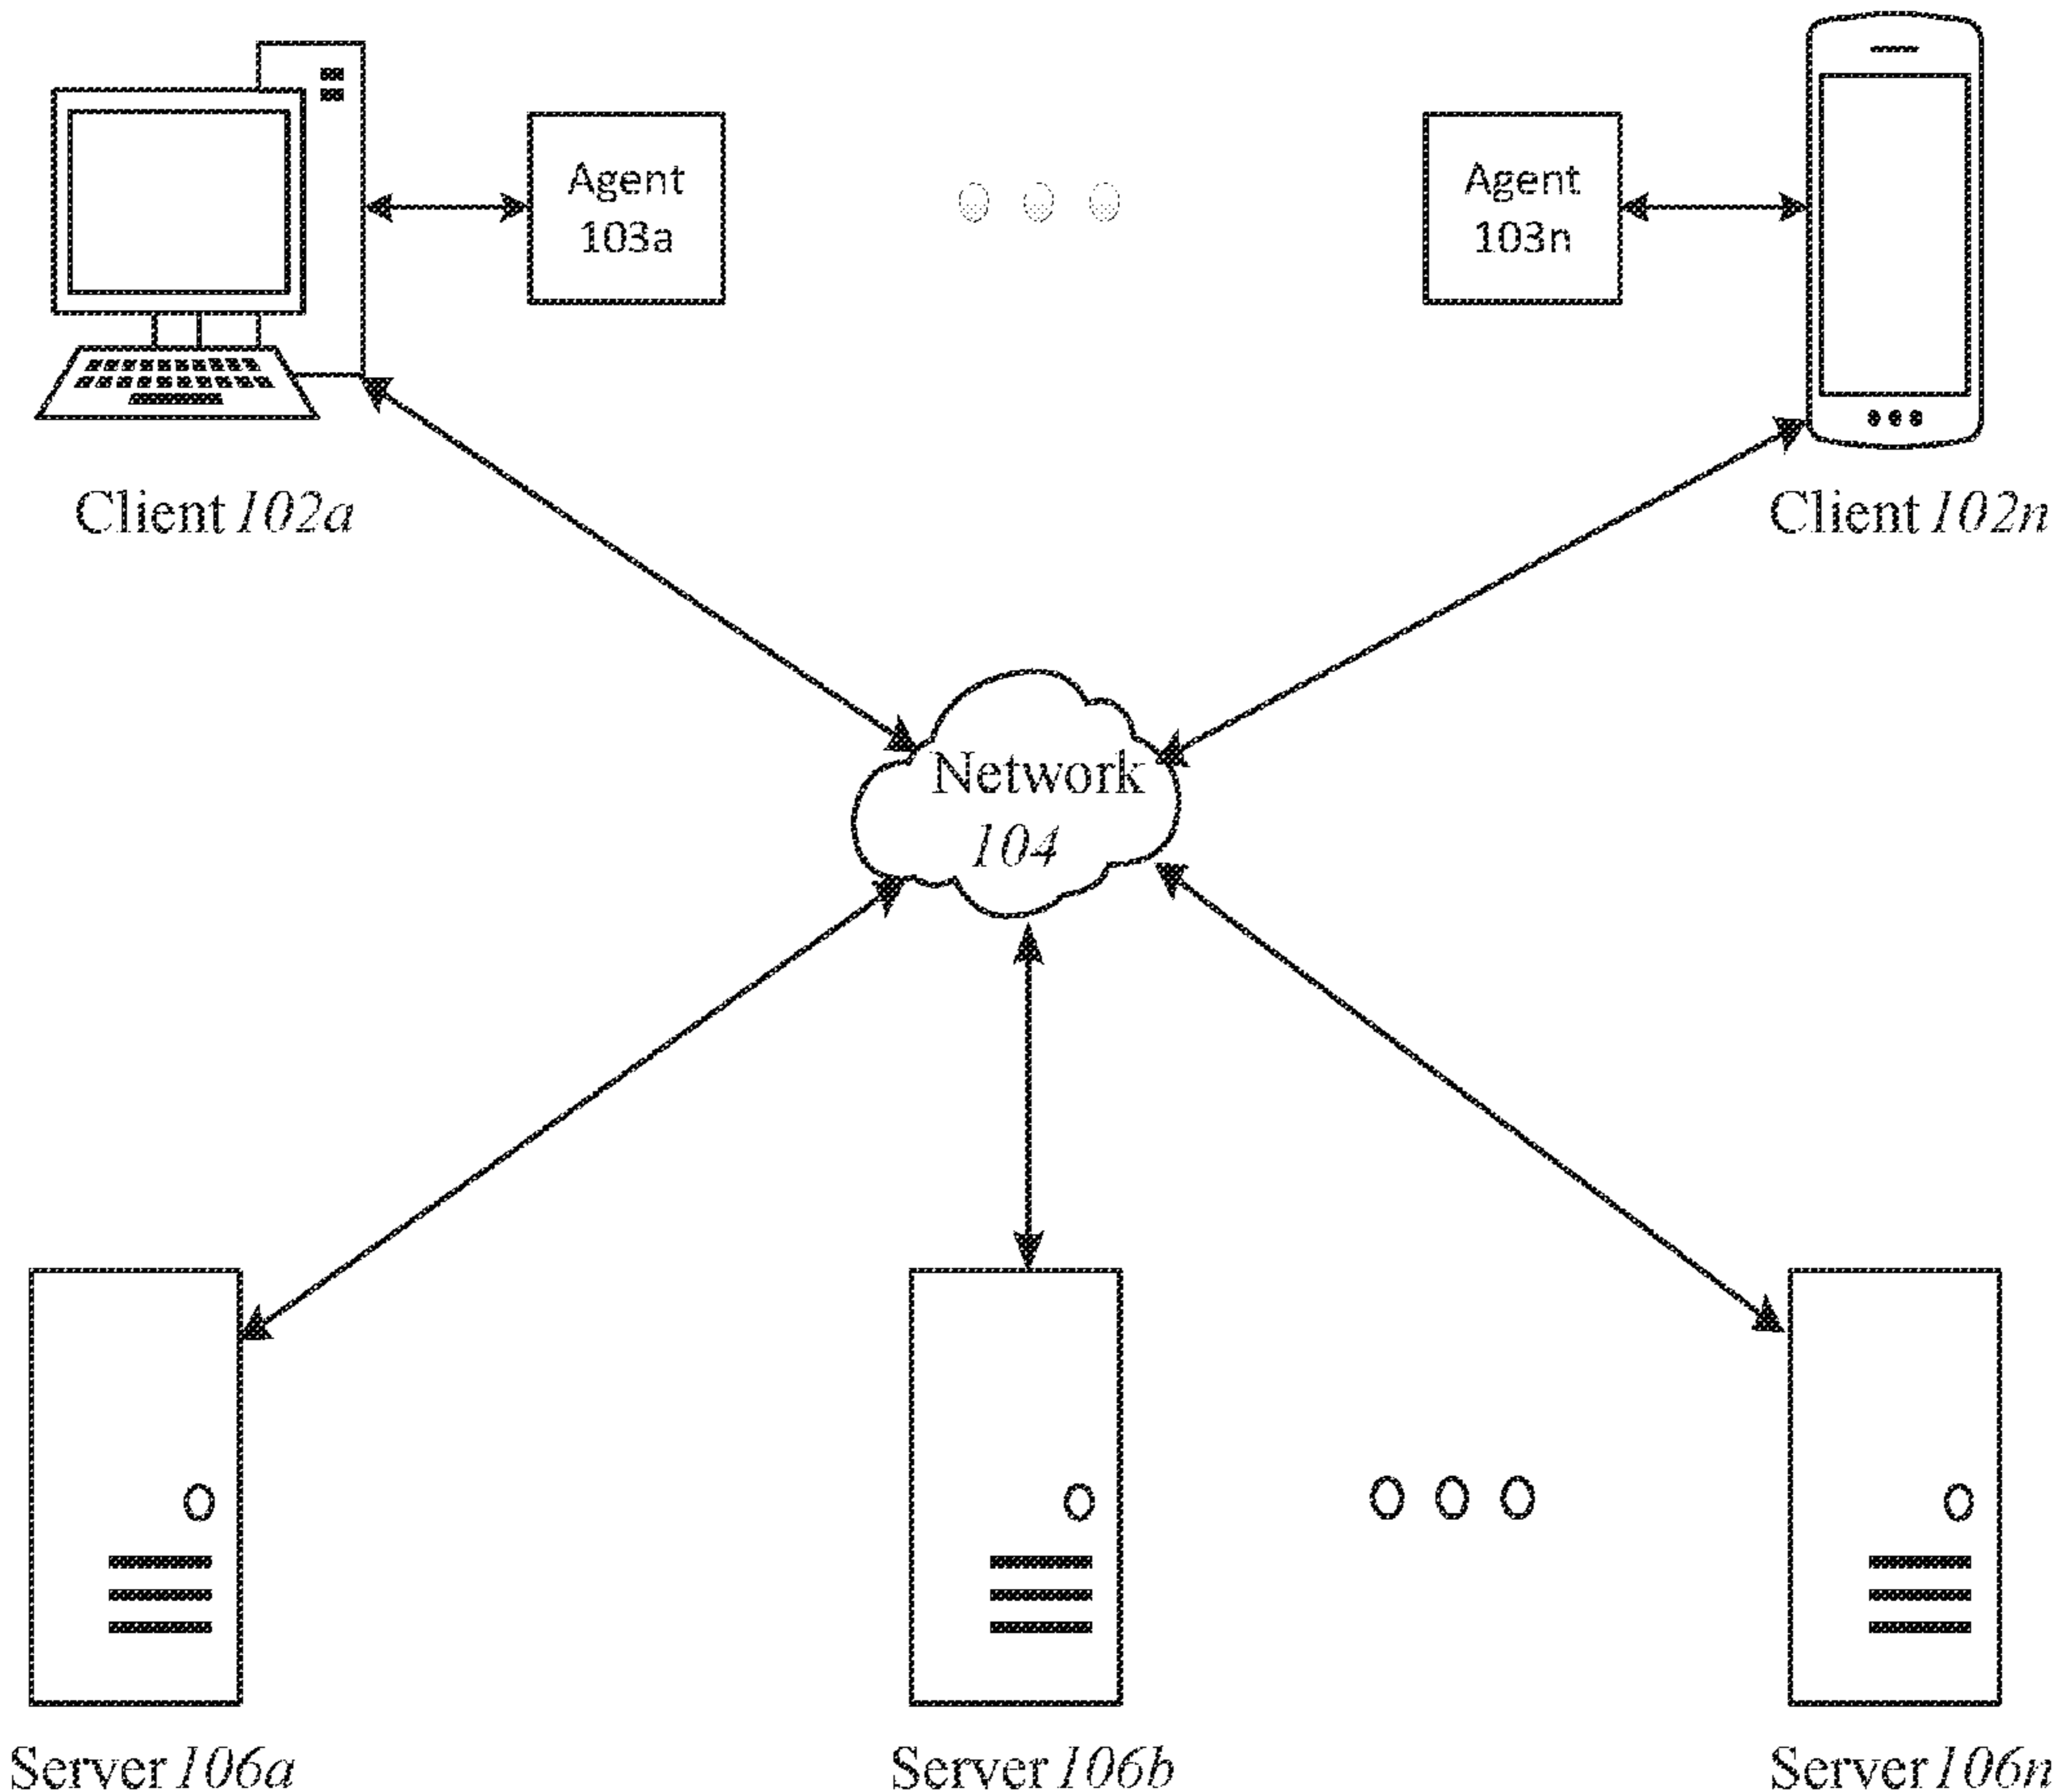 Agent
103a
Agent
103n
Client 102a
Client 102n
Network
104
Server 106a
Server 106b
Server 106n